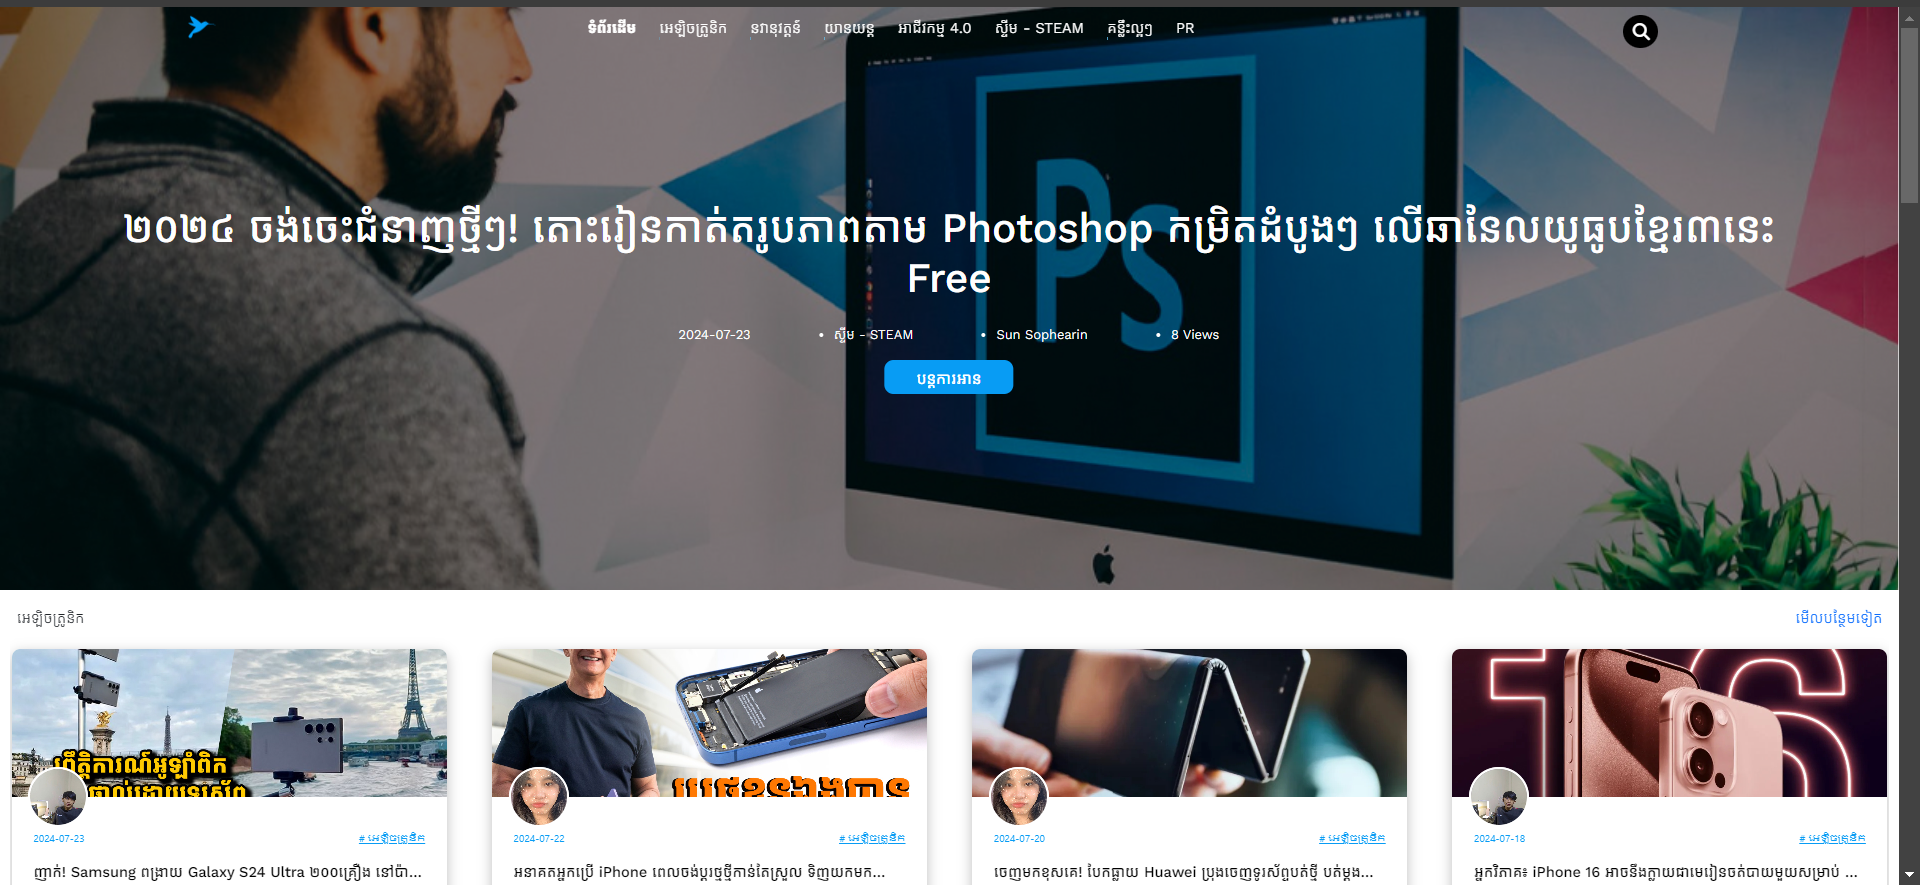 ទំព័រដើម អេឡិចត្រូនិក នវានុវត្តន៍ យានយន្ត អាជីវកម្ម 4.0 ស្ទីម - STEAM គន្លឹះល្អៗ PR
២០២៤ ចង់ចេះជំនាញថ្មីៗ! តោះរៀនកាត់តរូបភាពតាម Photoshop កម្រិតដំបូងៗ លើឆានែលយូធូបខ្មែរ៣នេះ
Free
2024-07-23 • ស្ទីម - STEAM • Sun Sophearin • 8 Views
បន្តការអាន
Ps
អេឡិចត្រូនិក មើលបន្ថែមទៀត
ព្រឹត្តិការណ៍អូឡាំពិក
16
2024-07-23 # អេឡិចត្រូនិក
2024-07-22 # អេឡិចត្រូនិក
2024-07-20 # អេឡិចត្រូនិក
2024-07-18 # អេឡិចត្រូនិក
ញាក់! Samsung ពង្រាយ Galaxy S24 Ultra ២០០គ្រឿង នៅប៉ា...
អនាគតអ្នកប្រើ iPhone ពេលចង់ប្ដូរថ្មថ្មីកាន់តែស្រួល ទិញយកមក...
ចេញមកខុសគេ! បែកធ្លាយ Huawei ប្រុងចេញទូរស័ព្ទបត់ថ្មី បត់ម្ដង...
អ្នកវិភាគ៖ iPhone 16 អាចនឹងក្លាយជាមេរៀនចត់បាយមួយសម្រាប់ ...